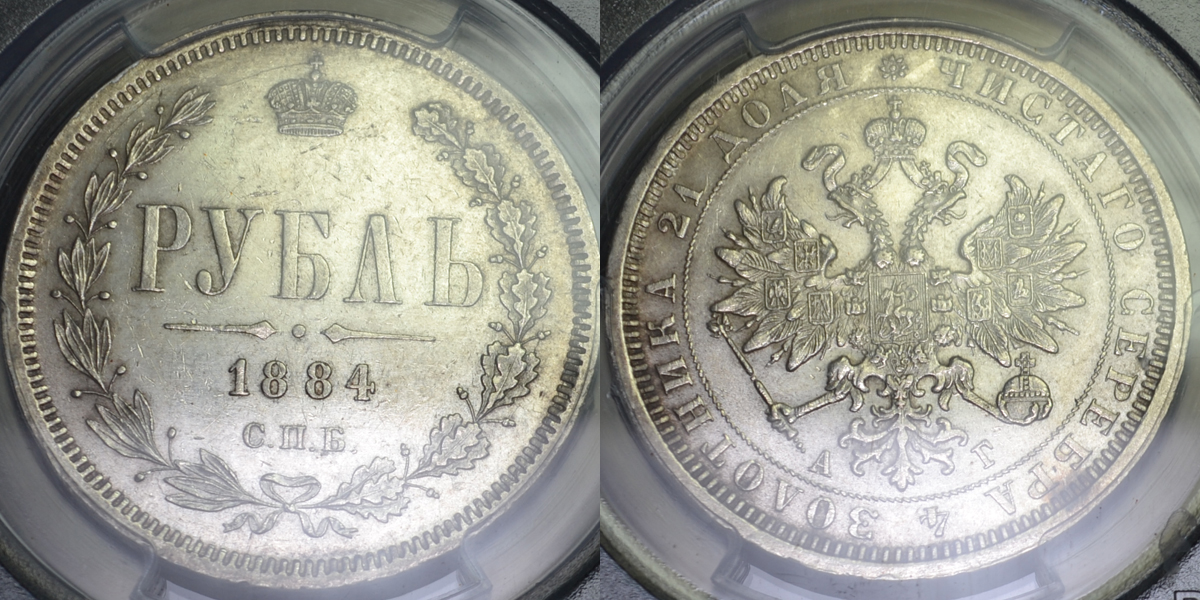 РУБЛЬ
1884
С.П.Б.
ЧИСТАГО СЕРЕБРА 4 ЗОЛОТНИКА 21 ДОЛЯ
А Г